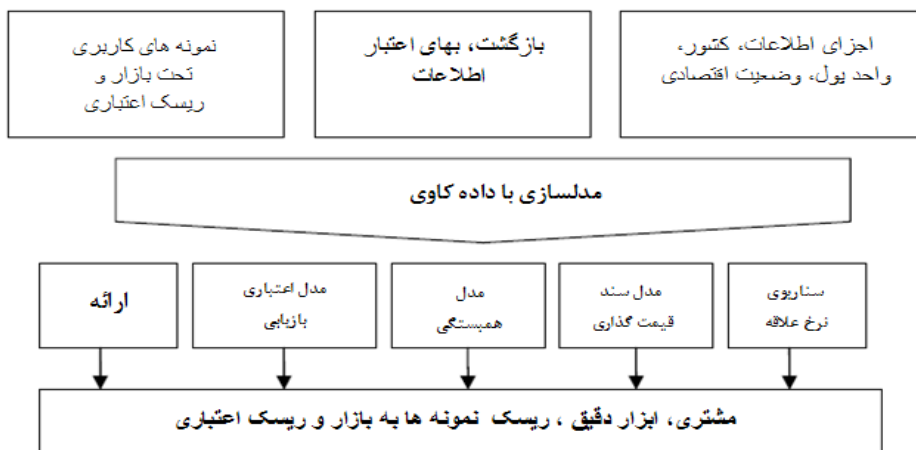 اجزای اطلاعات، کشور،
واحد پول، وضعیت اقتصادی
بازگشت، بهای اعتبار
اطلاعات
نمونه های کاربری
تحت بازار و
ریسک اعتباری
مدلسازی با داده کاوی
سناریوی
نرخ علاقه
مدل سند
قیمت گذاری
مدل
همبستگی
مدل اعتباری
بازیابی
ارائه
مشتری، ابزار دقیق ، ریسک نمونه ها به بازار و ریسک اعتباری